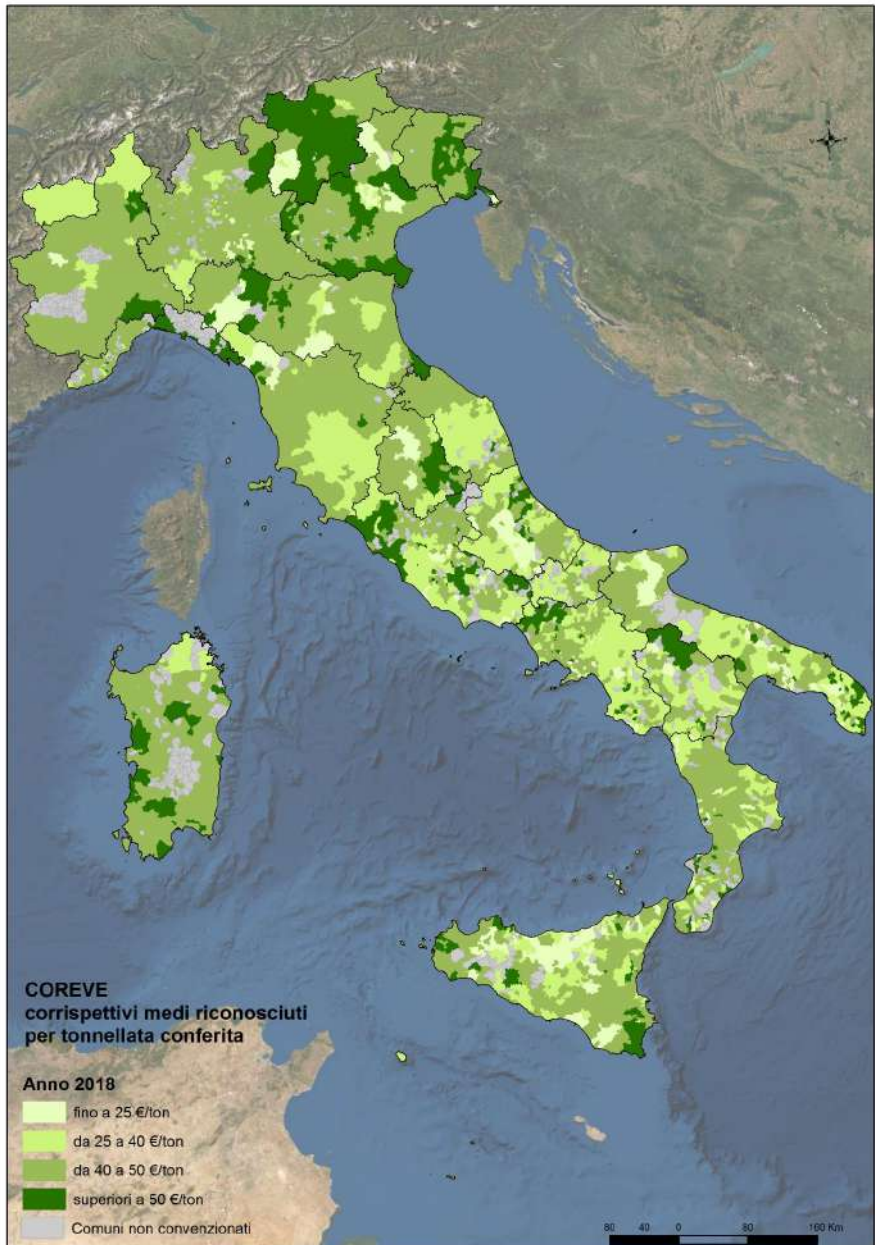 COREVE
corrispettivi medi riconosciuti
per tonnellata conferita
Anno 2018
fino a 25 €/ton
da 25 a 40 €/ton
da 40 a 50 €/ton
superiori a 50 €/ton
Comuni non convenzionati
80 40 0 80 160 Km